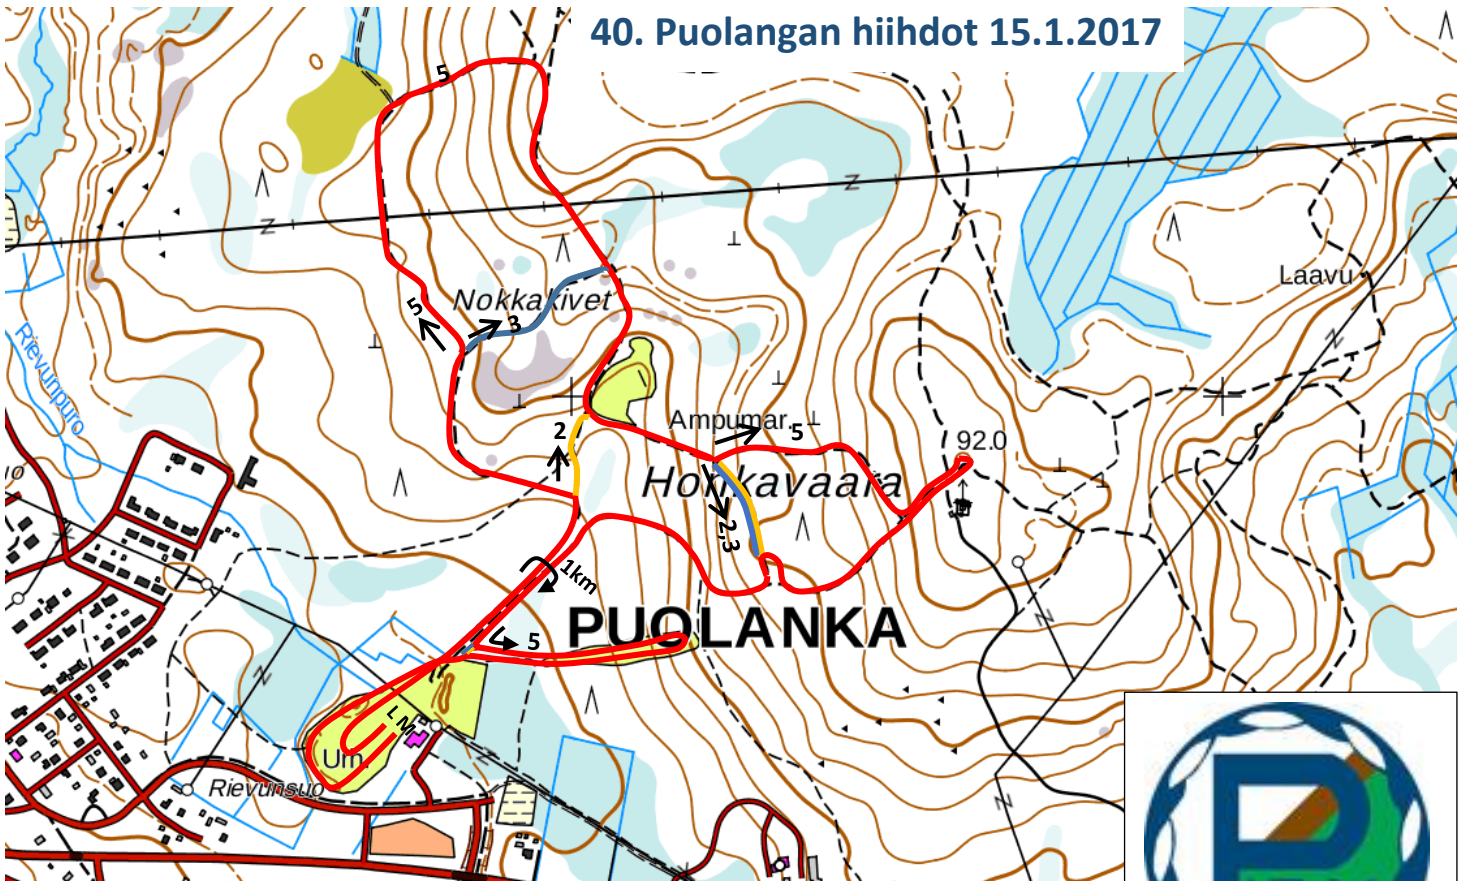 40. Puolangan hiihdot 15.1.2017
5
Z
Z
Laavu
Nokkakivet
5
3
Z
Rievunpuro
2
Ampumar.
5
92.0
Honkavaara
2,3
1km
PUOLANKA
5
Z
Z
L M
Urh.
Z
Rievunsuo
Z
P